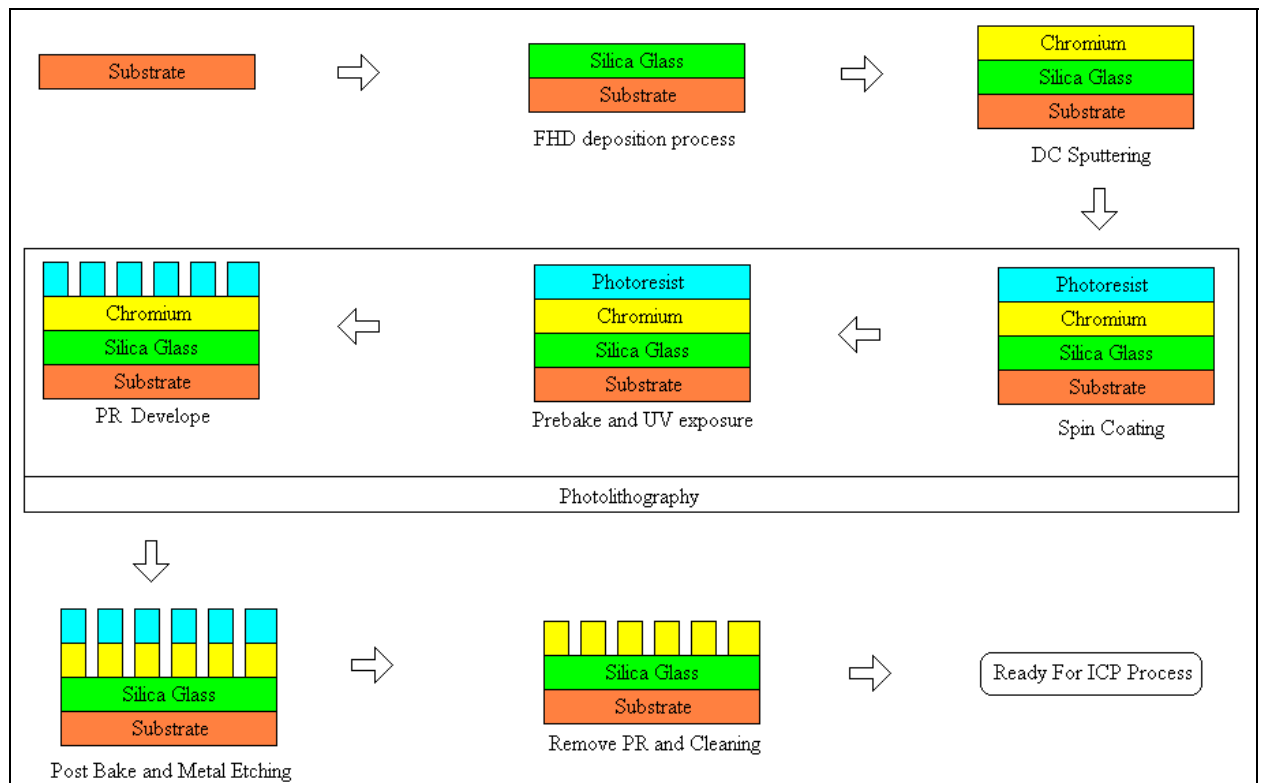 Substrate
Silica Glass
Substrate
FHD deposition process
Chromium
Silica Glass
Substrate
DC Sputtering
Chromium
Silica Glass
Substrate
PR Develope
Photoresist
Chromium
Silica Glass
Substrate
Prebake and UV exposure
Photoresist
Chromium
Silica Glass
Substrate
Spin Coating
Photolithography
Silica Glass
Substrate
Post Bake and Metal Etching
Silica Glass
Substrate
Remove PR and Cleaning
Ready For ICP Process